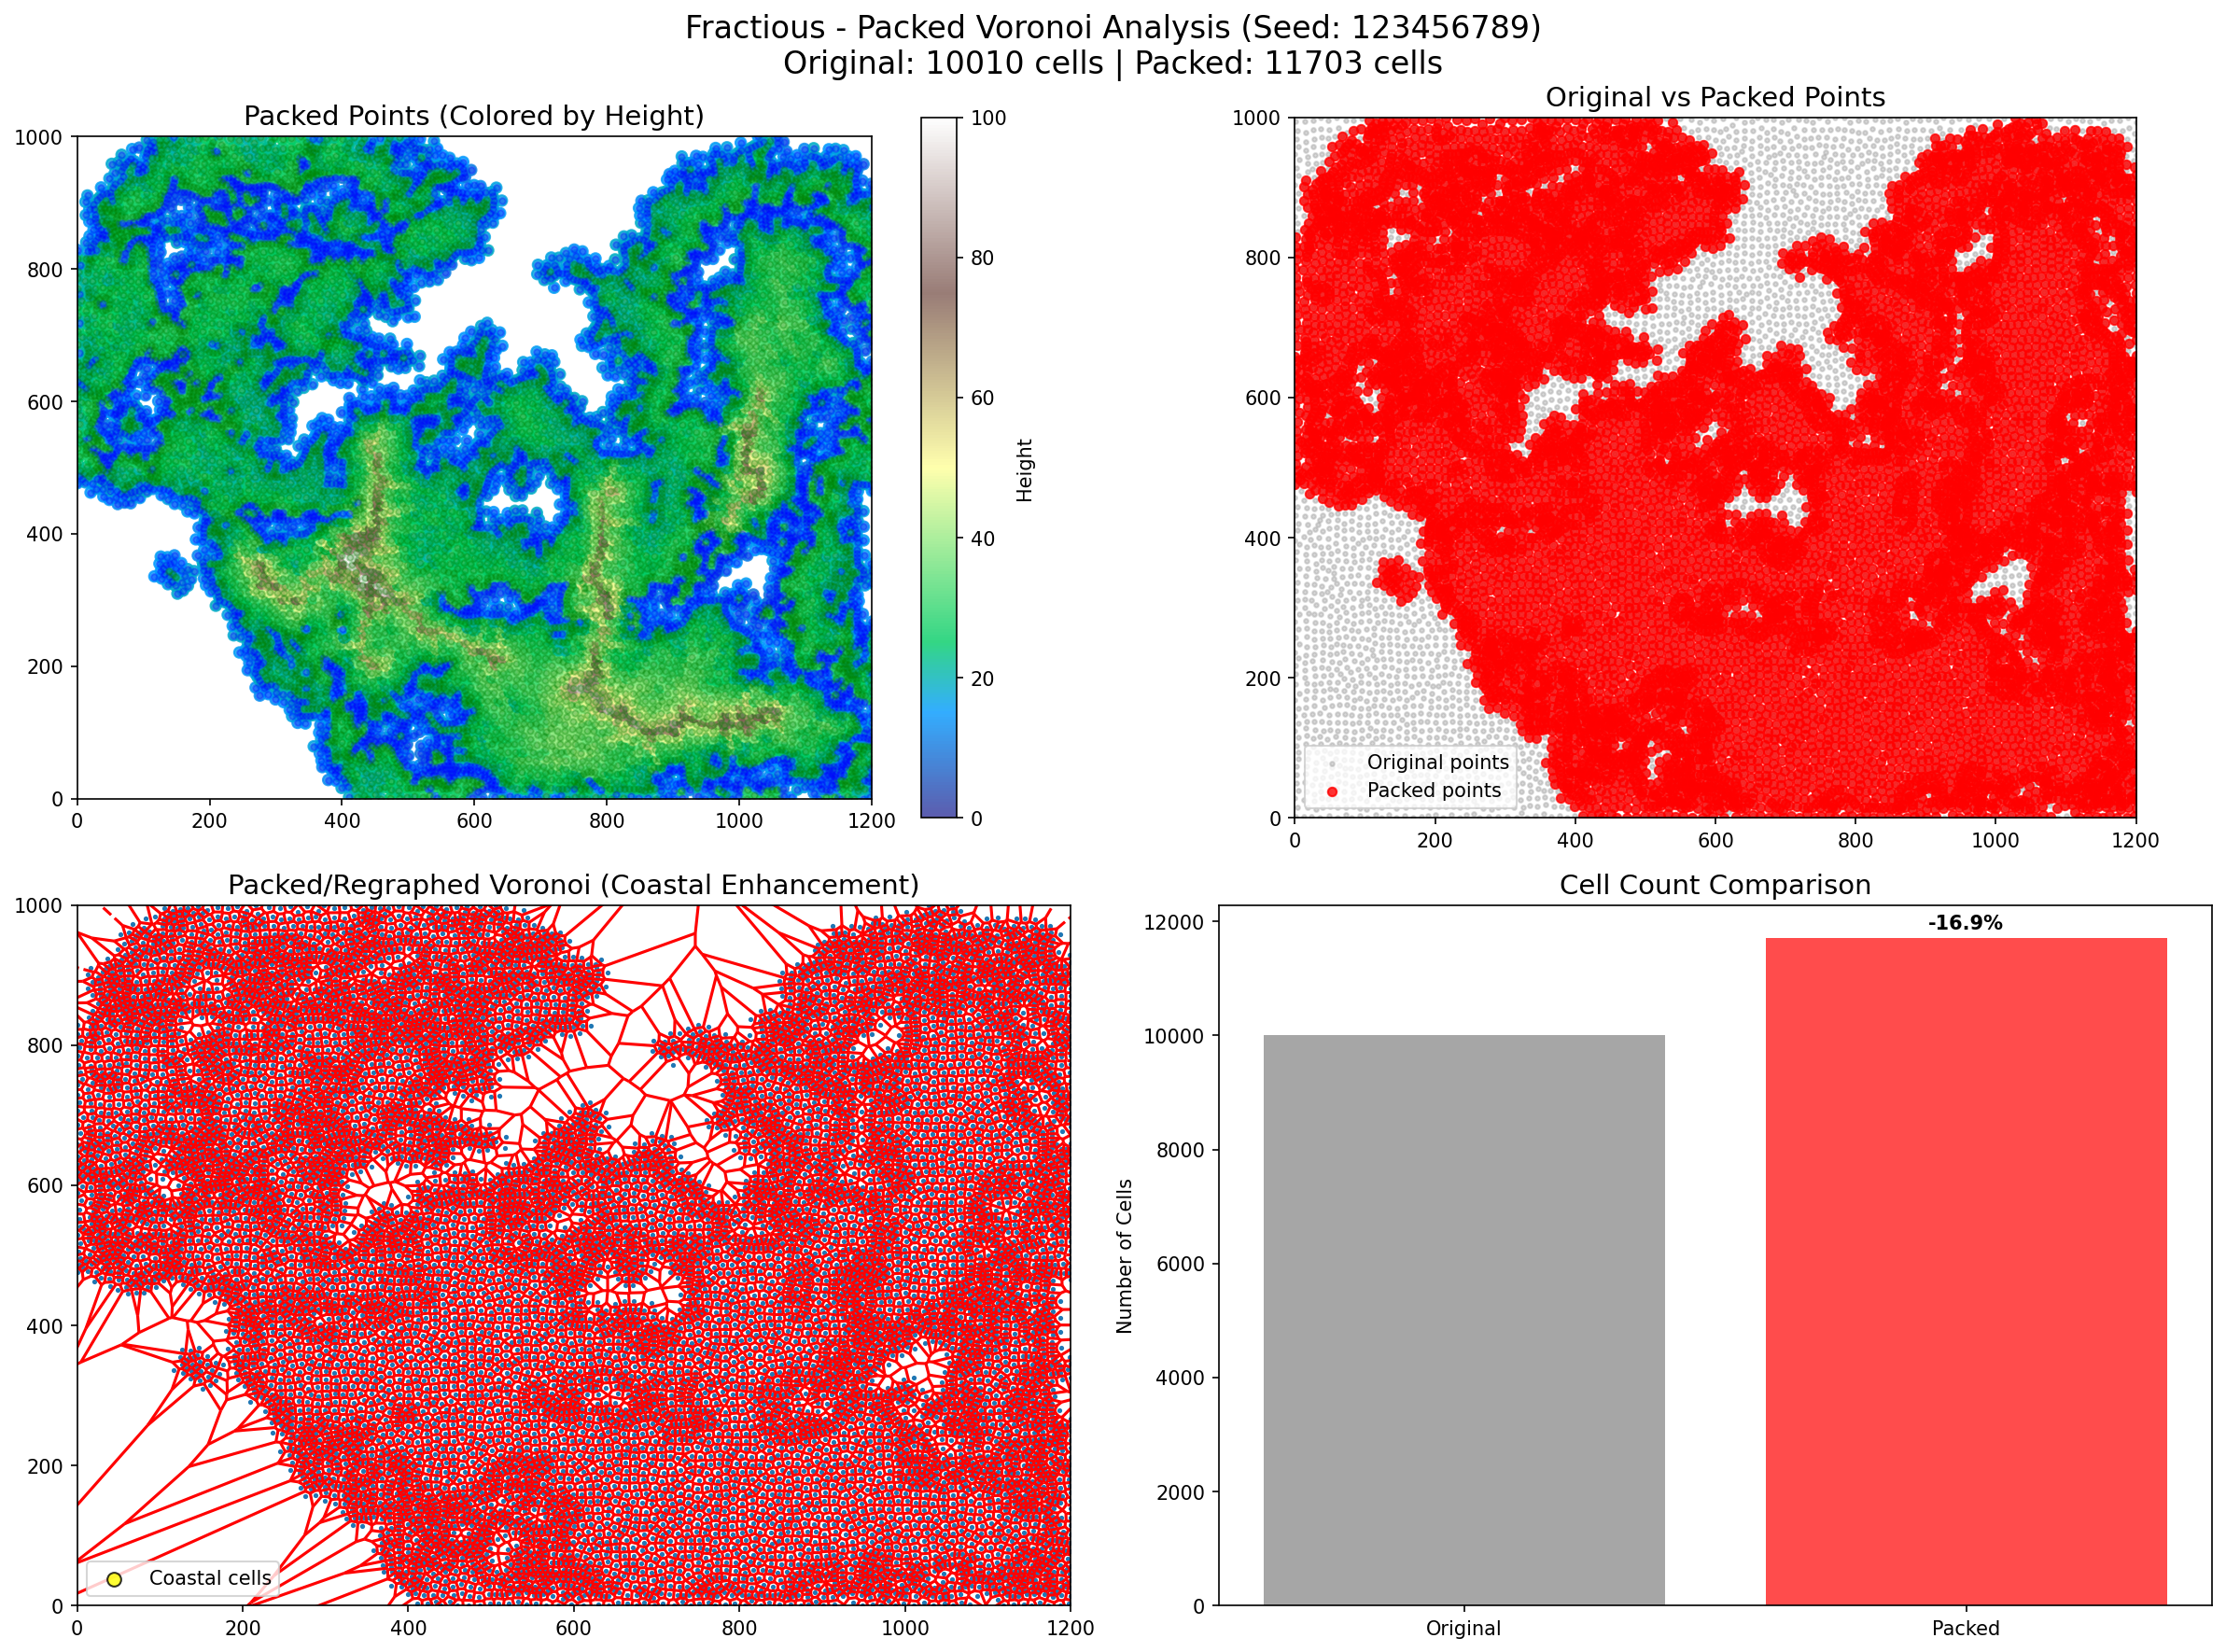 Fractious - Packed Voronoi Analysis (Seed: 123456789)
Original: 10010 cells | Packed: 11703 cells
Packed Points (Colored by Height)
1000
800
600
400
200
0
0 200 400 600 800 1000 1200
100
80
60
40
20
0
Height
Original vs Packed Points
1000
800
600
400
200
0
0 200 400 600 800 1000 1200
Original points
Packed points
Packed/Regraphed Voronoi (Coastal Enhancement)
1000
800
600
400
200
0
0 200 400 600 800 1000 1200
Coastal cells
Cell Count Comparison
12000
10000
8000
6000
4000
2000
0
Number of Cells
-16.9%
Original Packed